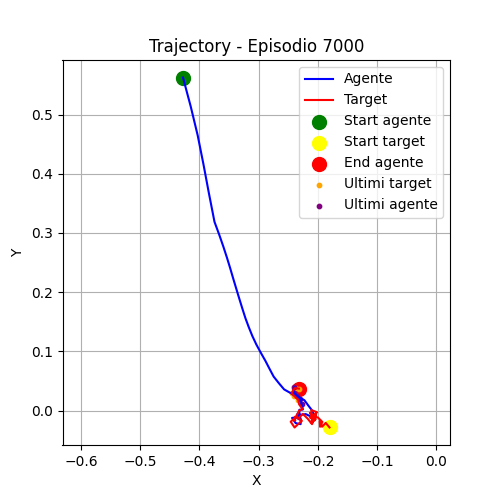 Trajectory - Episodio 7000
Agente
Target
Start agente
Start target
End agente
Ultimi target
Ultimi agente
Y
0.5
0.4
0.3
0.2
0.1
0.0
−0.6 −0.5 −0.4 −0.3 −0.2 −0.1 0.0
X